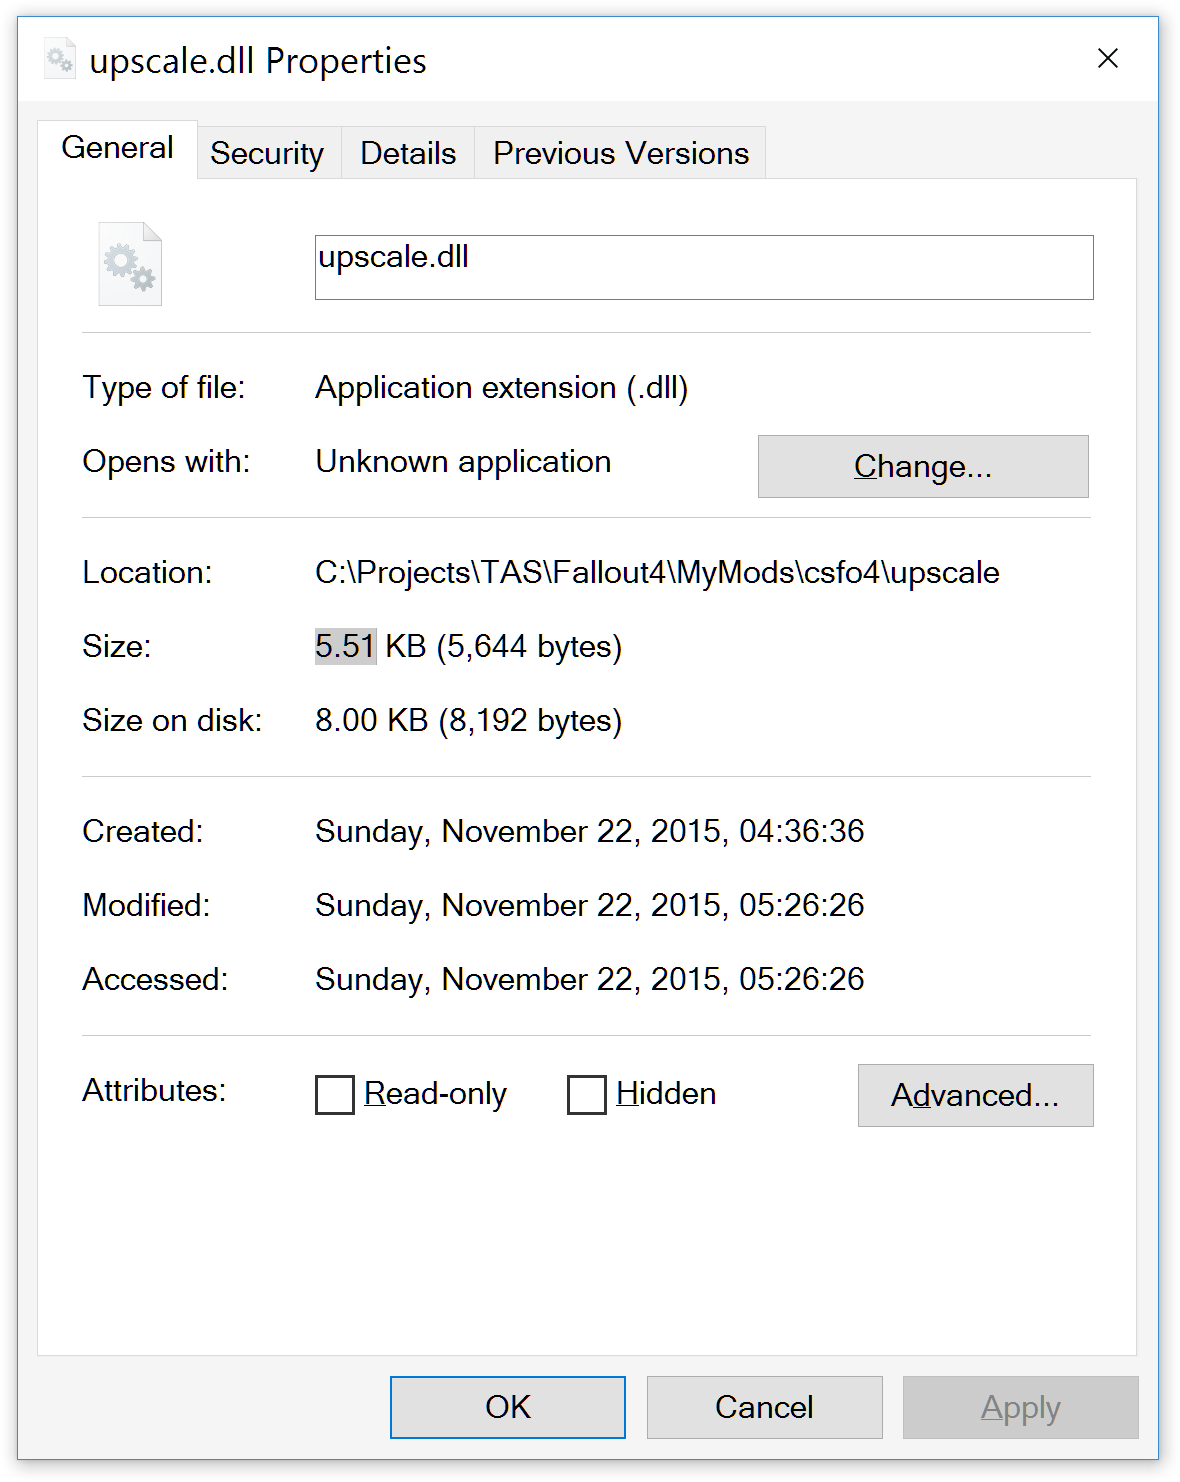 upscale.dll Properties
General Security Details Previous Versions
upscale.dll
Type of file: Application extension (.dll)
Opens with: Unknown application Change...
Location: C:\Projects\TAS\Fallout4\MyMods\csfo4\upscale
Size: 5.51 KB (5,644 bytes)
Size on disk: 8.00 KB (8,192 bytes)
Created: Sunday, November 22, 2015, 04:36:36
Modified: Sunday, November 22, 2015, 05:26:26
Accessed: Sunday, November 22, 2015, 05:26:26
Attributes: Read-only Hidden Advanced...
OK Cancel Apply